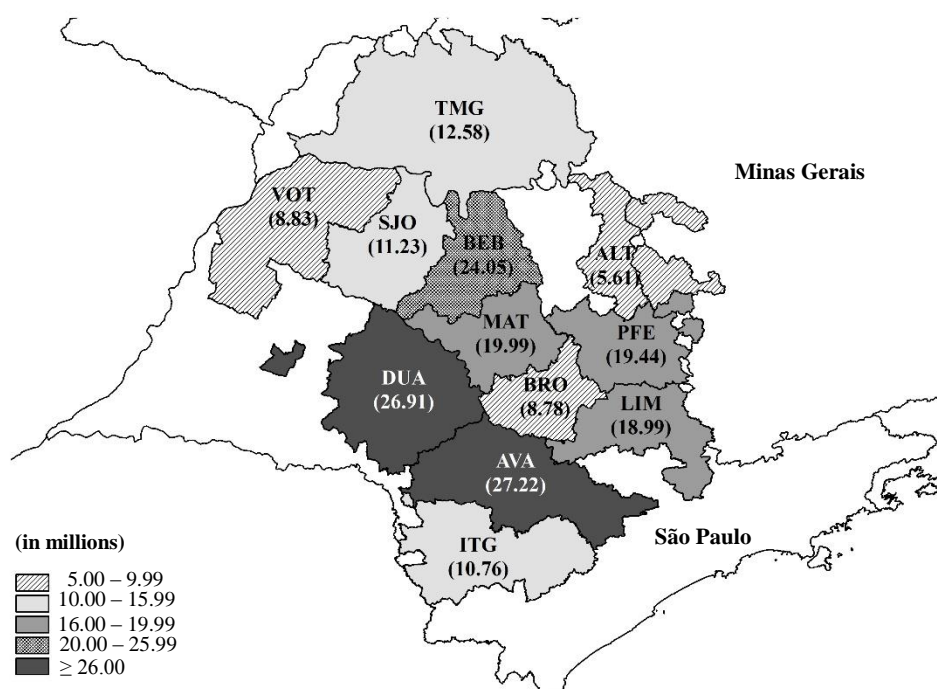 TMG
(12.58)
Minas Gerais
VOT
(8.83)
SJO
(11.23)
BEB
(24.05)
ALT
(5.61)
MAT
(19.99)
PFE
(19.44)
DUA
(26.91)
BRO
(8.78)
LIM
(18.99)
AVA
(27.22)
São Paulo
ITG
(10.76)
(in millions)
5.00 – 9.99
10.00 – 15.99
16.00 – 19.99
20.00 – 25.99
≥ 26.00